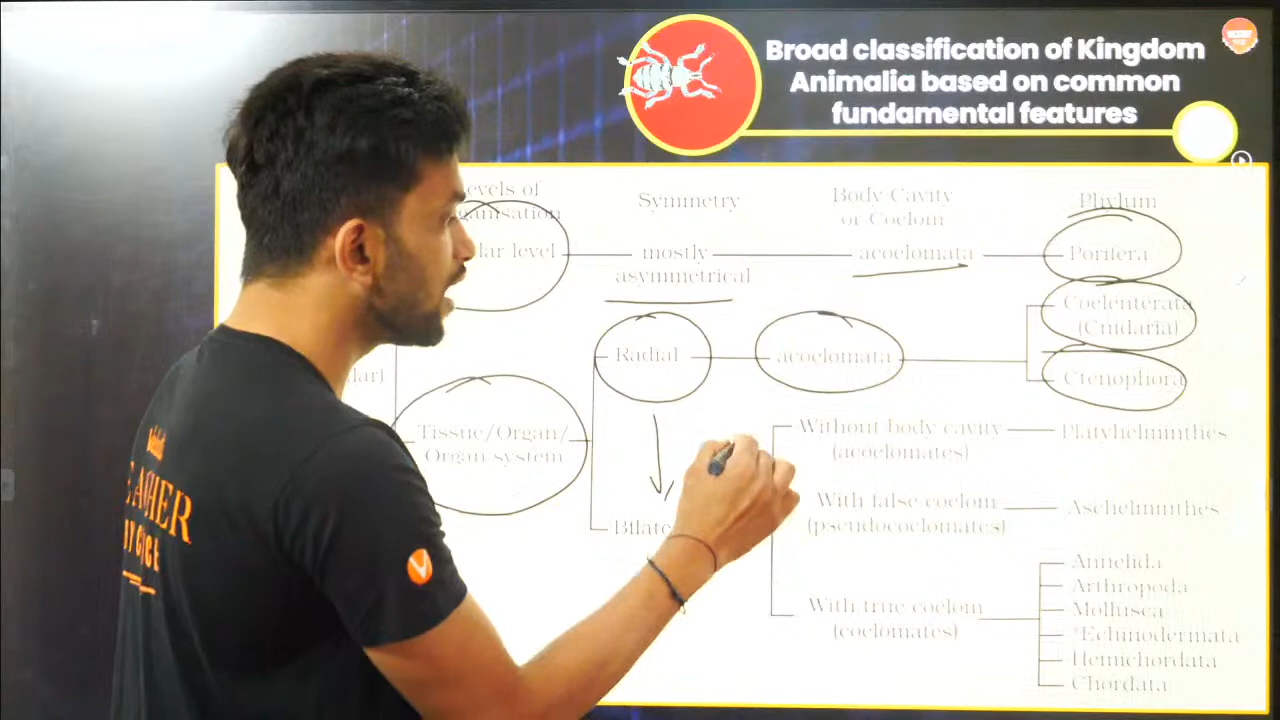 Broad classification of Kingdom
Animalia based on common
fundamental features
Symmetry
Body Cavity
or Coelom
Phylum
level
mostly
asymmetrical
acoelomata
Porifera
Coelenterata
(Cnidaria)
Radial
acoelomata
Ctenophora
Tissue/Organ/
Organ system
Without body cavity
(acoelomates)
Platyhelminthes
With false coelom
(pseudocoelomates)
Aschelminthes
With true coelom
(coelomates)
Annelida
Arthropoda
Mollusca
*Echinodermata
Hemichordata
Chordata